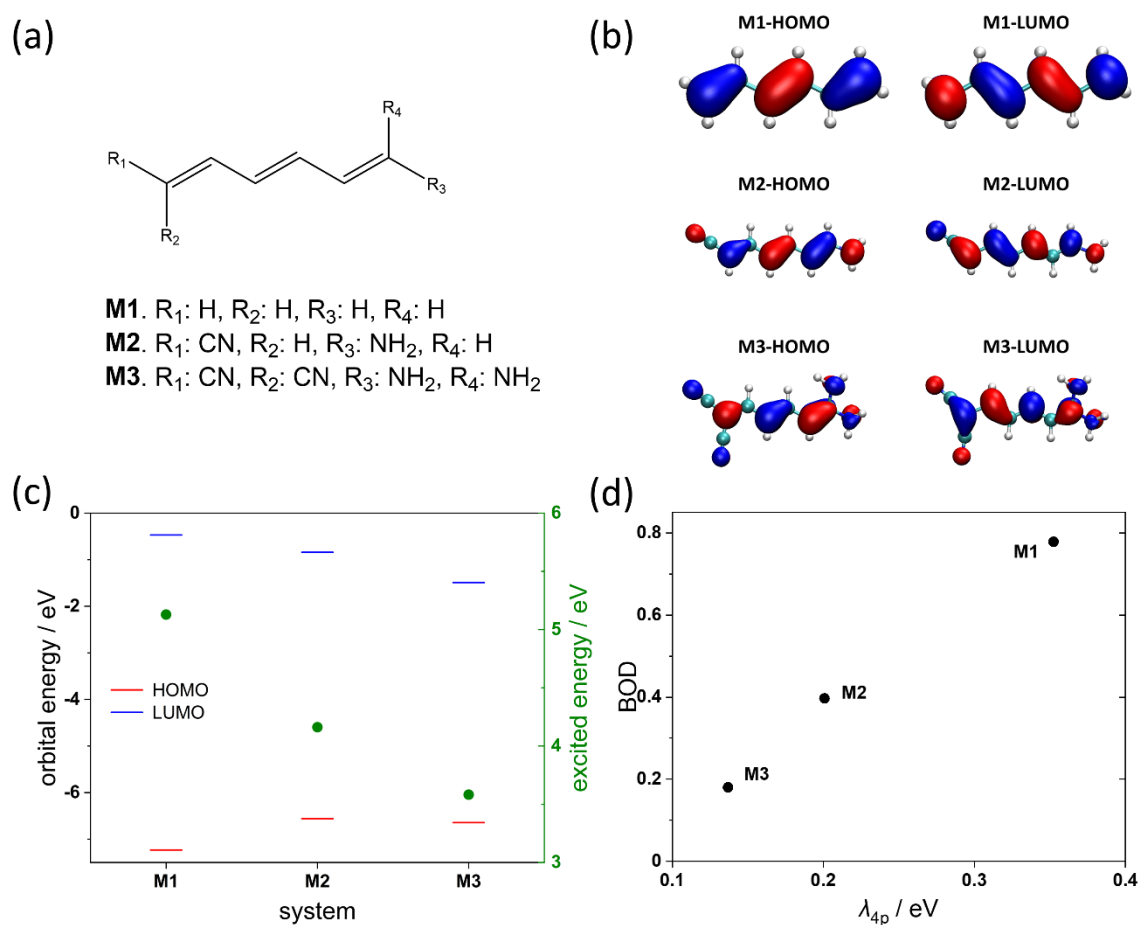 (a)
R4
R1
R3
R2
M1. R1: H, R2: H, R3: H, R4: H
M2. R1: CN, R2: H, R3: NH2, R4: H
M3. R1: CN, R2: CN, R3: NH2, R4: NH2
(b)
M1-HOMO M1-LUMO
M2-HOMO M2-LUMO
M3-HOMO M3-LUMO
(c)
0
-2
-4
-6
orbital energy / eV
HOMO
LUMO
6
5
4
3
excited energy / eV
M1 M2 M3
system
(d)
0.8
0.6
0.4
0.2
0
BOD
M1
M2
M3
0.1 0.2 0.3 0.4
λ4p / eV